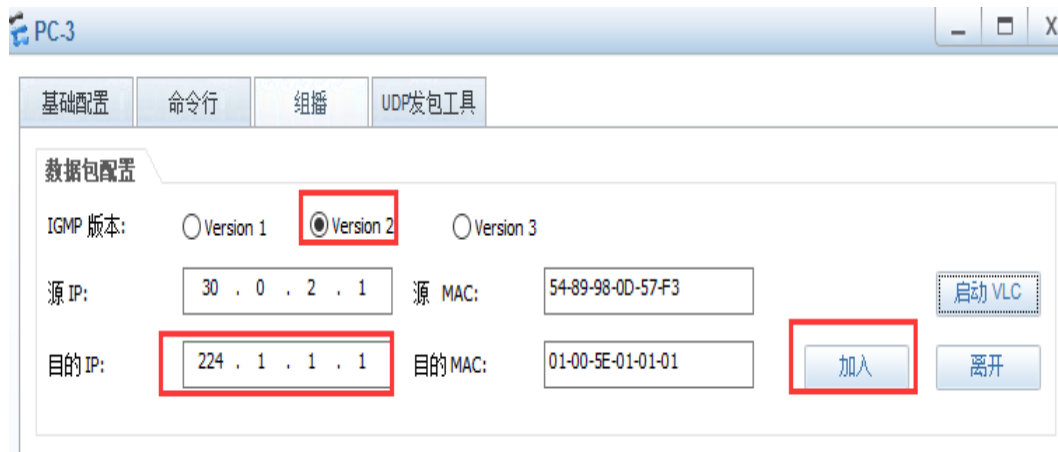 PC-3
X
基础配置 命令行 组播 UDP发包工具
数据包配置
IGMP 版本: Version 1 Version 2 Version 3
源 IP: 30 . 0 . 2 . 1 源 MAC: 54-89-98-0D-57-F3 启动 VLC
目的 IP: 224 . 1 . 1 . 1 目的 MAC: 01-00-5E-01-01-01 加入 离开